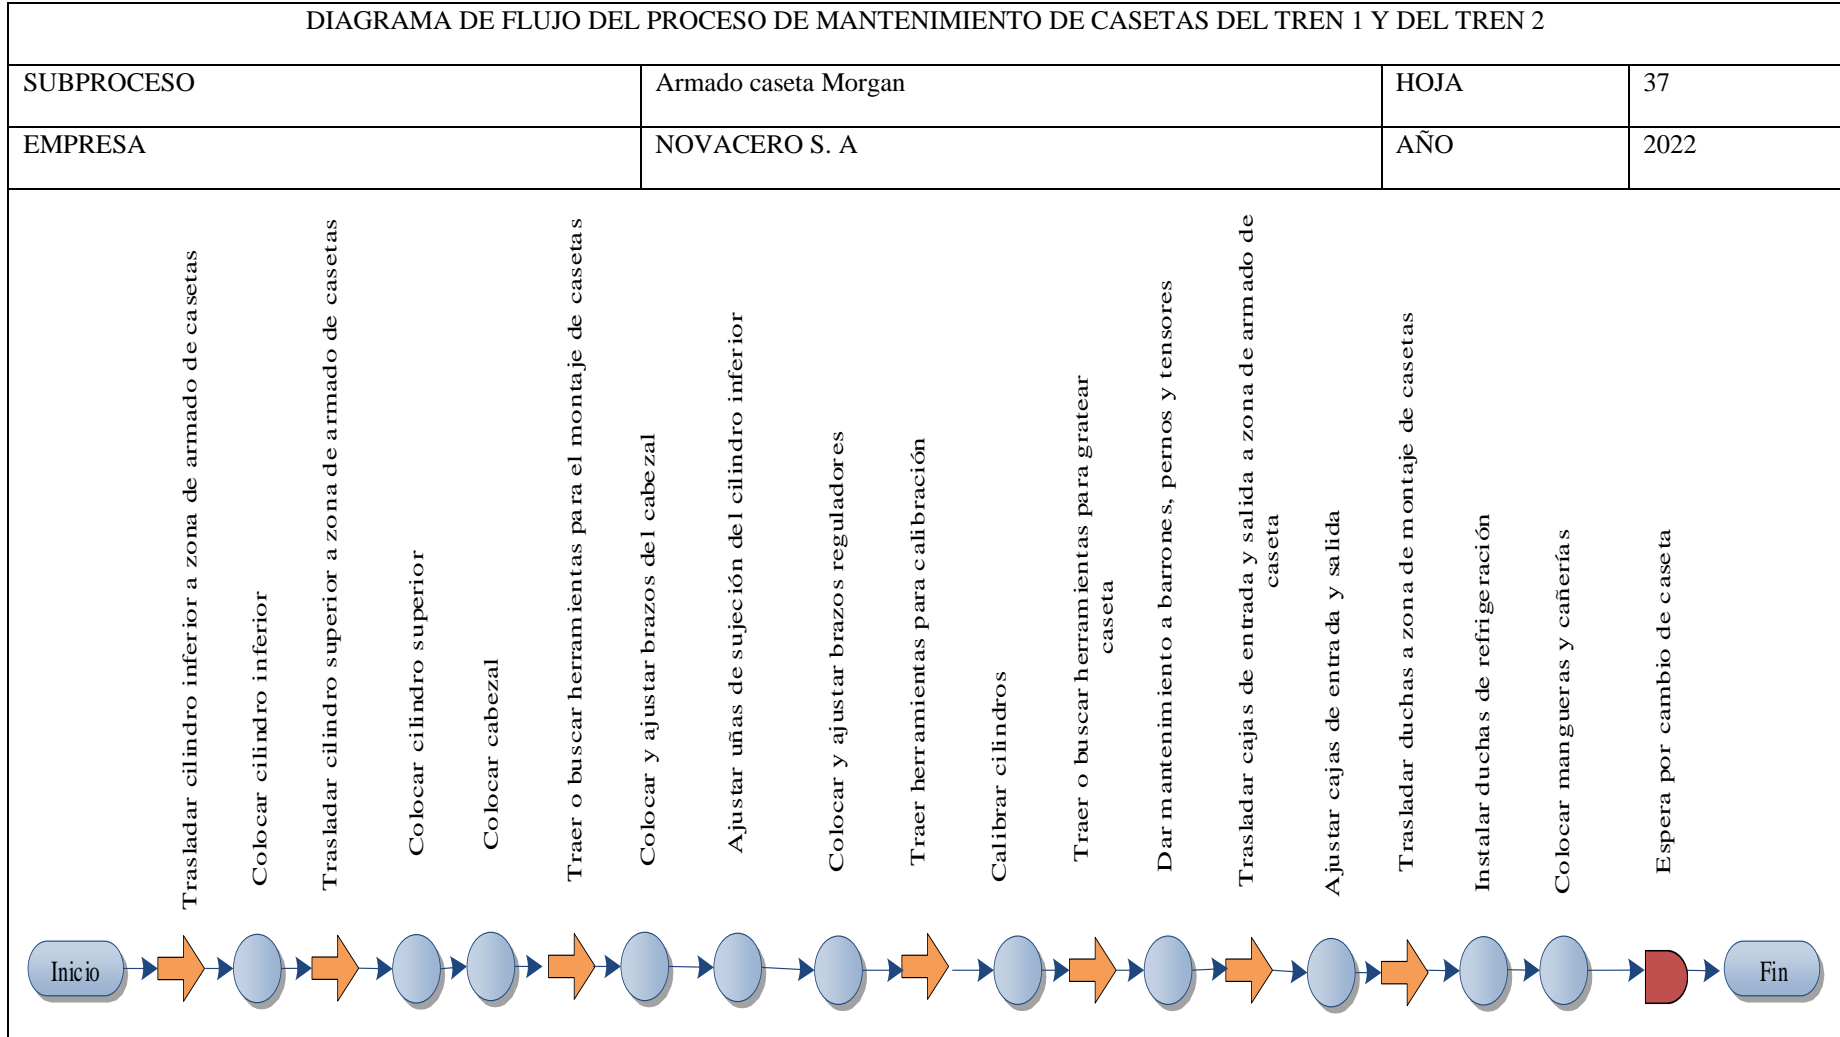 DIAGRAMA DE FLUJO DEL PROCESO DE MANTENIMIENTO DE CASETAS DEL TREN 1 Y DEL TREN 2
SUBPROCESO
Armado caseta Morgan
HOJA
37
EMPRESA
NOVACERO S. A
AÑO
2022
Trasladar cilindro inferior a zona de armado de casetas
Colocar cilindro inferior
Trasladar cilindro superior a zona de armado de casetas
Colocar cilindro superior
Colocar cabezal
Traer o buscar herramientas para el montaje de casetas
Colocar y ajustar brazos del cabezal
Ajustar uñas de sujeción del cilindro inferior
Colocar y ajustar brazos reguladores
Traer herramientas para calibración
Calibrar cilindros
Traer o buscar herramientas para gratear
caseta
Dar mantenimiento a barrones, pernos y tensores
Trasladar cajas de entrada y salida a zona de armado de
caseta
Ajustar cajas de entrada y salida
Trasladar duchas a zona de montaje de casetas
Instalar duchas de refrigeración
Colocar mangueras y cañerías
Espera por cambio de caseta
Inicio
Fin